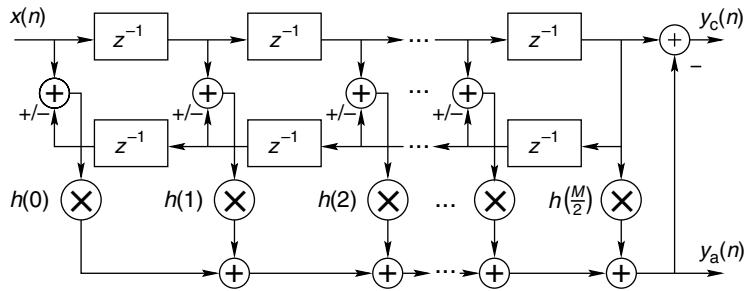 x(n) z⁻¹ z⁻¹ ... z⁻¹ + y_c(n)
−
+/− + +/− + +/− + ... +/− +
z⁻¹ z⁻¹ ... z⁻¹
h(0) × h(1) × h(2) × ... × h(M/2) ×
+ + ... + + y_a(n)